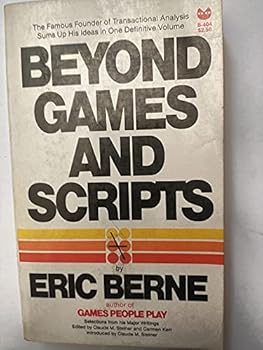 The Famous Founder of Transactional Analysis
Sums Up His Ideas in One Definitive Volume
B-404
$2.50
BEYOND
GAMES
AND
SCRIPTS
by
ERIC BERNE
author of
GAMES PEOPLE PLAY
Selections from his Major Writings
Edited by Claude M. Steiner and Carmen Kerr
Introduced by Claude M. Steiner